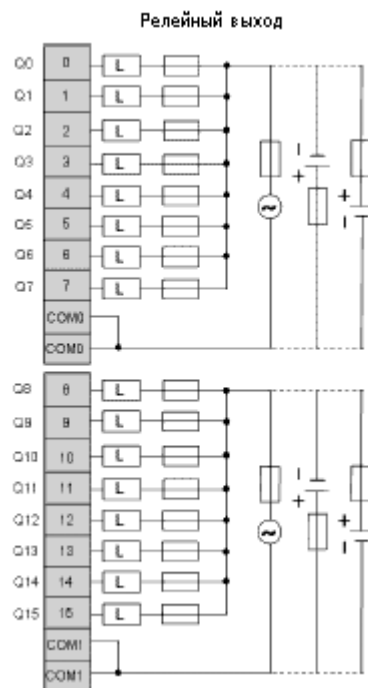 Релейный выход
Q0 0 L
Q1 1 L
Q2 2 L
Q3 3 L
Q4 4 L
Q5 5 L
Q6 6 L
Q7 7 L
COM0
COM0
Q8 8 L
Q9 9 L
Q10 10 L
Q11 11 L
Q12 12 L
Q13 13 L
Q14 14 L
Q15 15 L
COM1
COM1